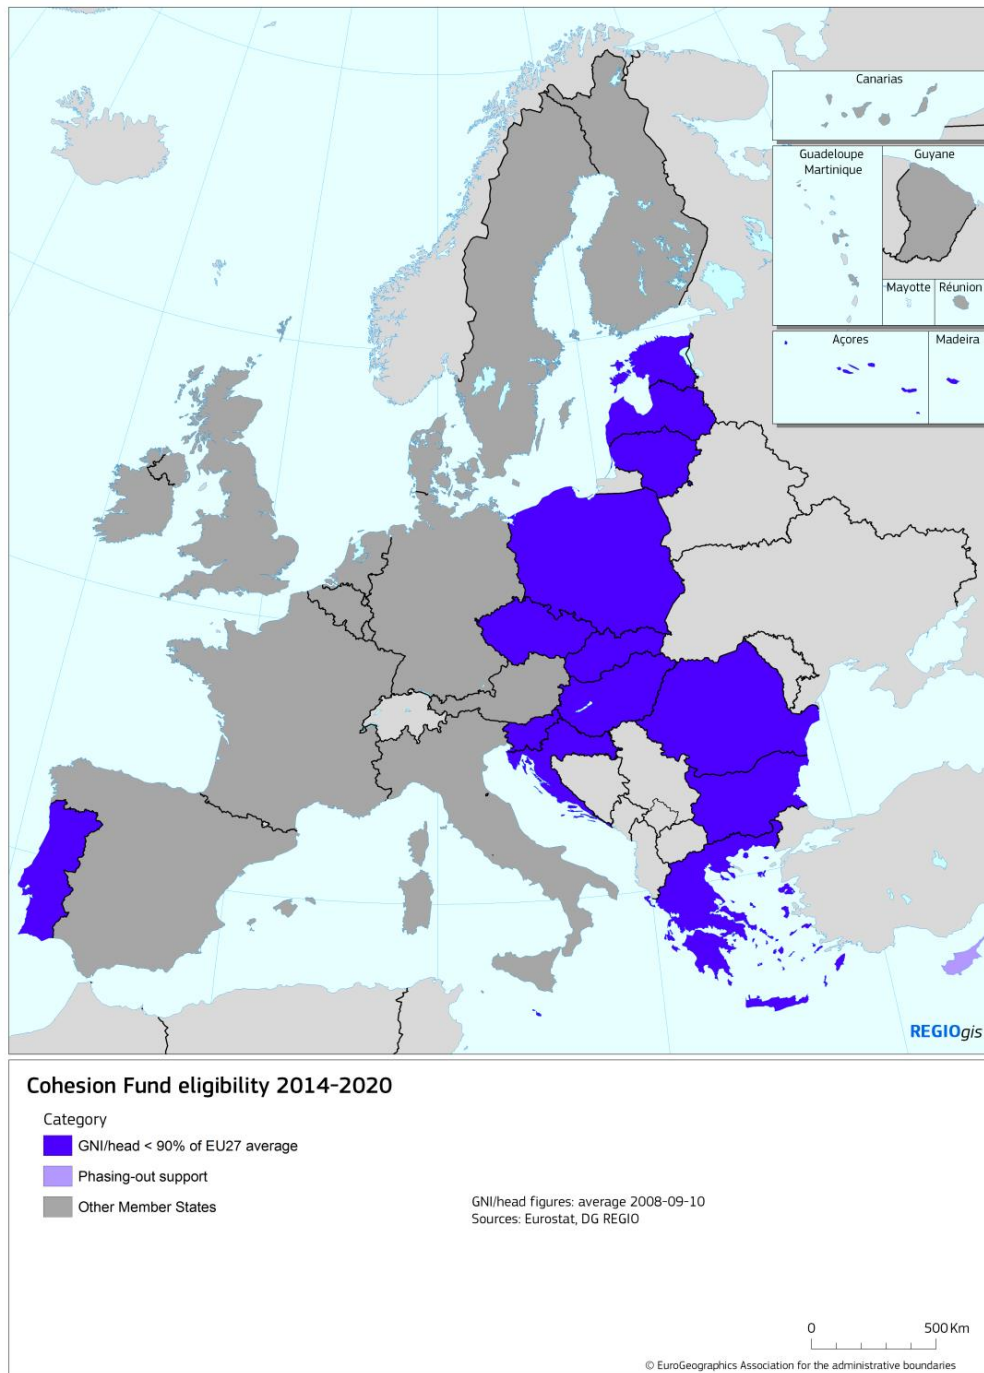 Canarias
Guadeloupe
Martinique
Guyane
Mayotte
Réunion
Açores
Madeira
REGIOgis
Cohesion Fund eligibility 2014-2020
Category
GNI/head < 90% of EU27 average
Phasing-out support
Other Member States
GNI/head figures: average 2008-09-10
Sources: Eurostat, DG REGIO
0 500 Km
© EuroGeographics Association for the administrative boundaries